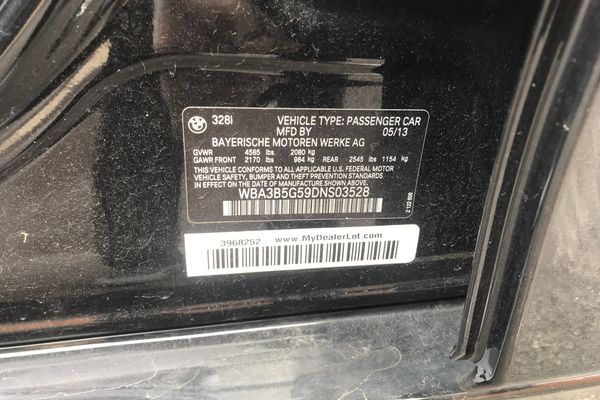 328i VEHICLE TYPE: PASSENGER CAR
MFD BY 05/13
BAYERISCHE MOTOREN WERKE AG
GVWR 4585 lbs. 2080 kg
GAWR FRONT 2170 lbs 984 kg REAR 2545 lbs 1154 kg
THIS VEHICLE CONFORMS TO ALL APPLICABLE FEDERAL MOTOR
VEHICLE SAFETY, BUMPER AND THEFT PREVENTION STANDARDS
IN EFFECT ON THE DATE OF MANUFACTURE SHOWN ABOVE.
WBA3B5G59DNS03528
3968252 www.MyDealerLot.com